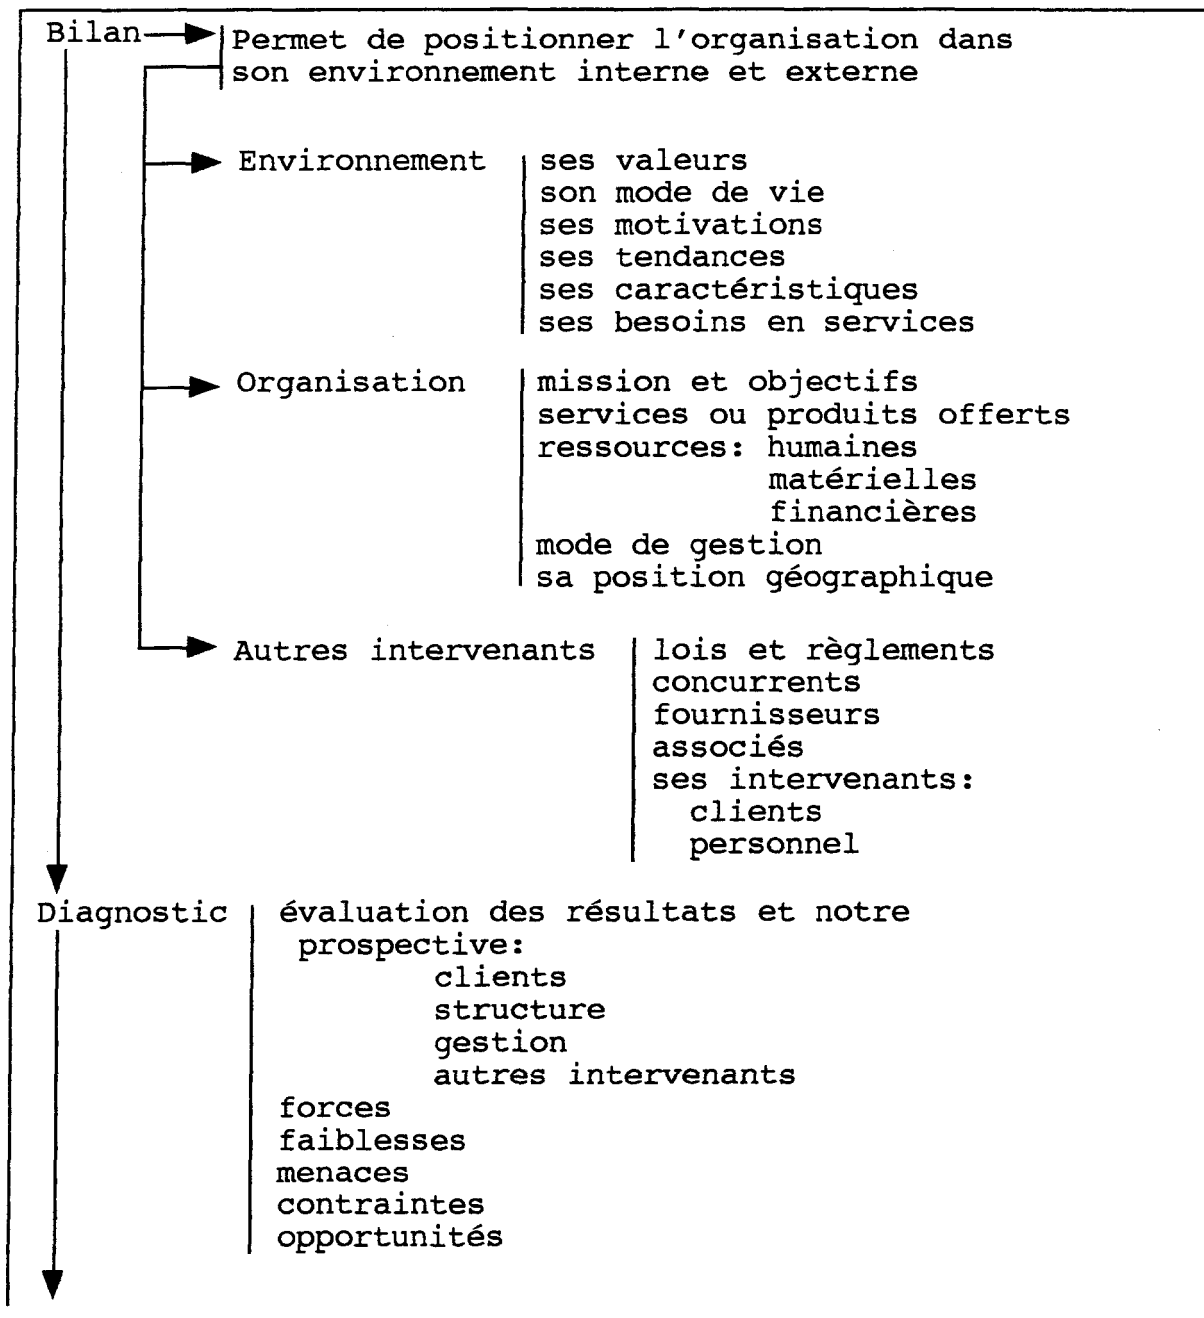 Bilan Permet de positionner l'organisation dans
son environnement interne et externe
Environnement ses valeurs
son mode de vie
ses motivations
ses tendances
ses caractéristiques
ses besoins en services
Organisation mission et objectifs
services ou produits offerts
ressources: humaines
matérielles
financières
mode de gestion
sa position géographique
Autres intervenants lois et règlements
concurrents
fournisseurs
associés
ses intervenants:
clients
personnel
Diagnostic évaluation des résultats et notre
prospective:
clients
structure
gestion
autres intervenants
forces
faiblesses
menaces
contraintes
opportunités